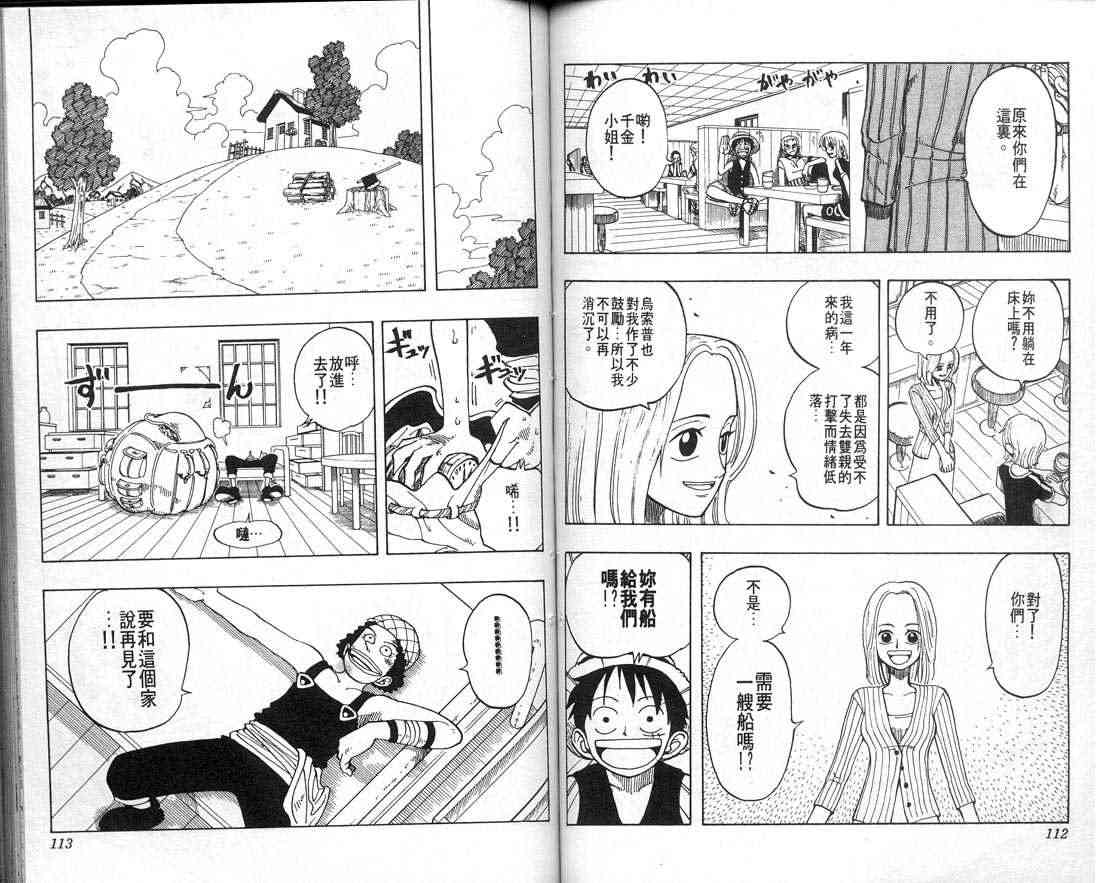 原來你們在
這裏。
喲！
千金
小姐！
がやがや
わいわい
妳不用躺在
床上嗎？
不用了。
我這一年
來的病…
都是因爲受不
了失去雙親的
打擊而情緒低
落…
烏索普也
對我作了不少
鼓勵…所以我
不可再
消沉了。
對了！
你們…
不是…
需要
一艘船嗎!?
妳有船
給我們
嗎!?
112
ギュッ
ギュッ
唏…!!
呼…
放進
去了!!
ずーん
噠…
………
要和這個家
說再見了
…!!
113